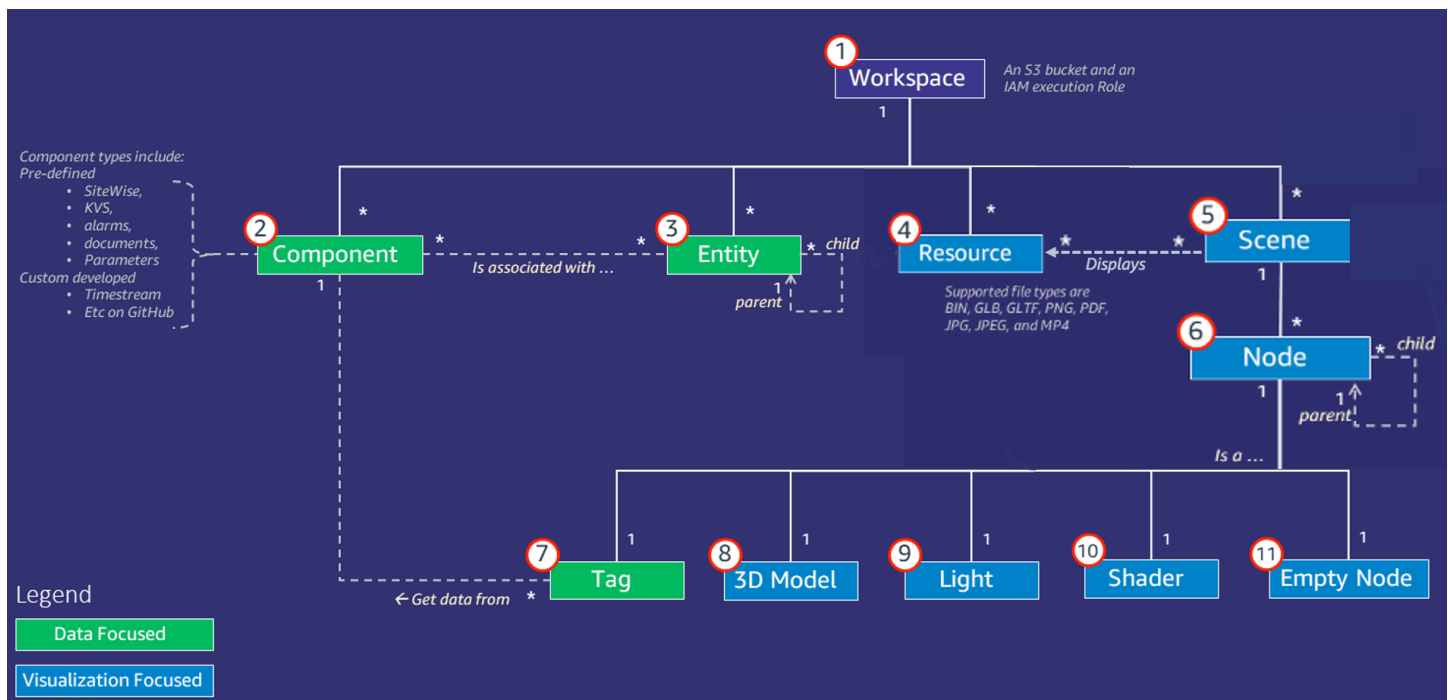 1
Workspace
An S3 bucket and an
IAM execution Role
1
Component types include:
Pre-defined
• SiteWise,
• KVS,
• alarms,
• documents,
• Parameters
Custom developed
• Timestream
• Etc on GitHub
*
2
Component
*
1
Is associated with ...
*
*
3
Entity
* child
1
parent
*
4
Resource
*
Displays
*
Supported file types are
BIN, GLB, GLTF, PNG, PDF,
JPG, JPEG, and MP4
*
5
Scene
1
*
6
Node
* child
1
1
parent
Is a ...
1
7
Tag
← Get data from *
1
8
3D Model
1
9
Light
1
10
Shader
1
11
Empty Node
Legend
Data Focused
Visualization Focused